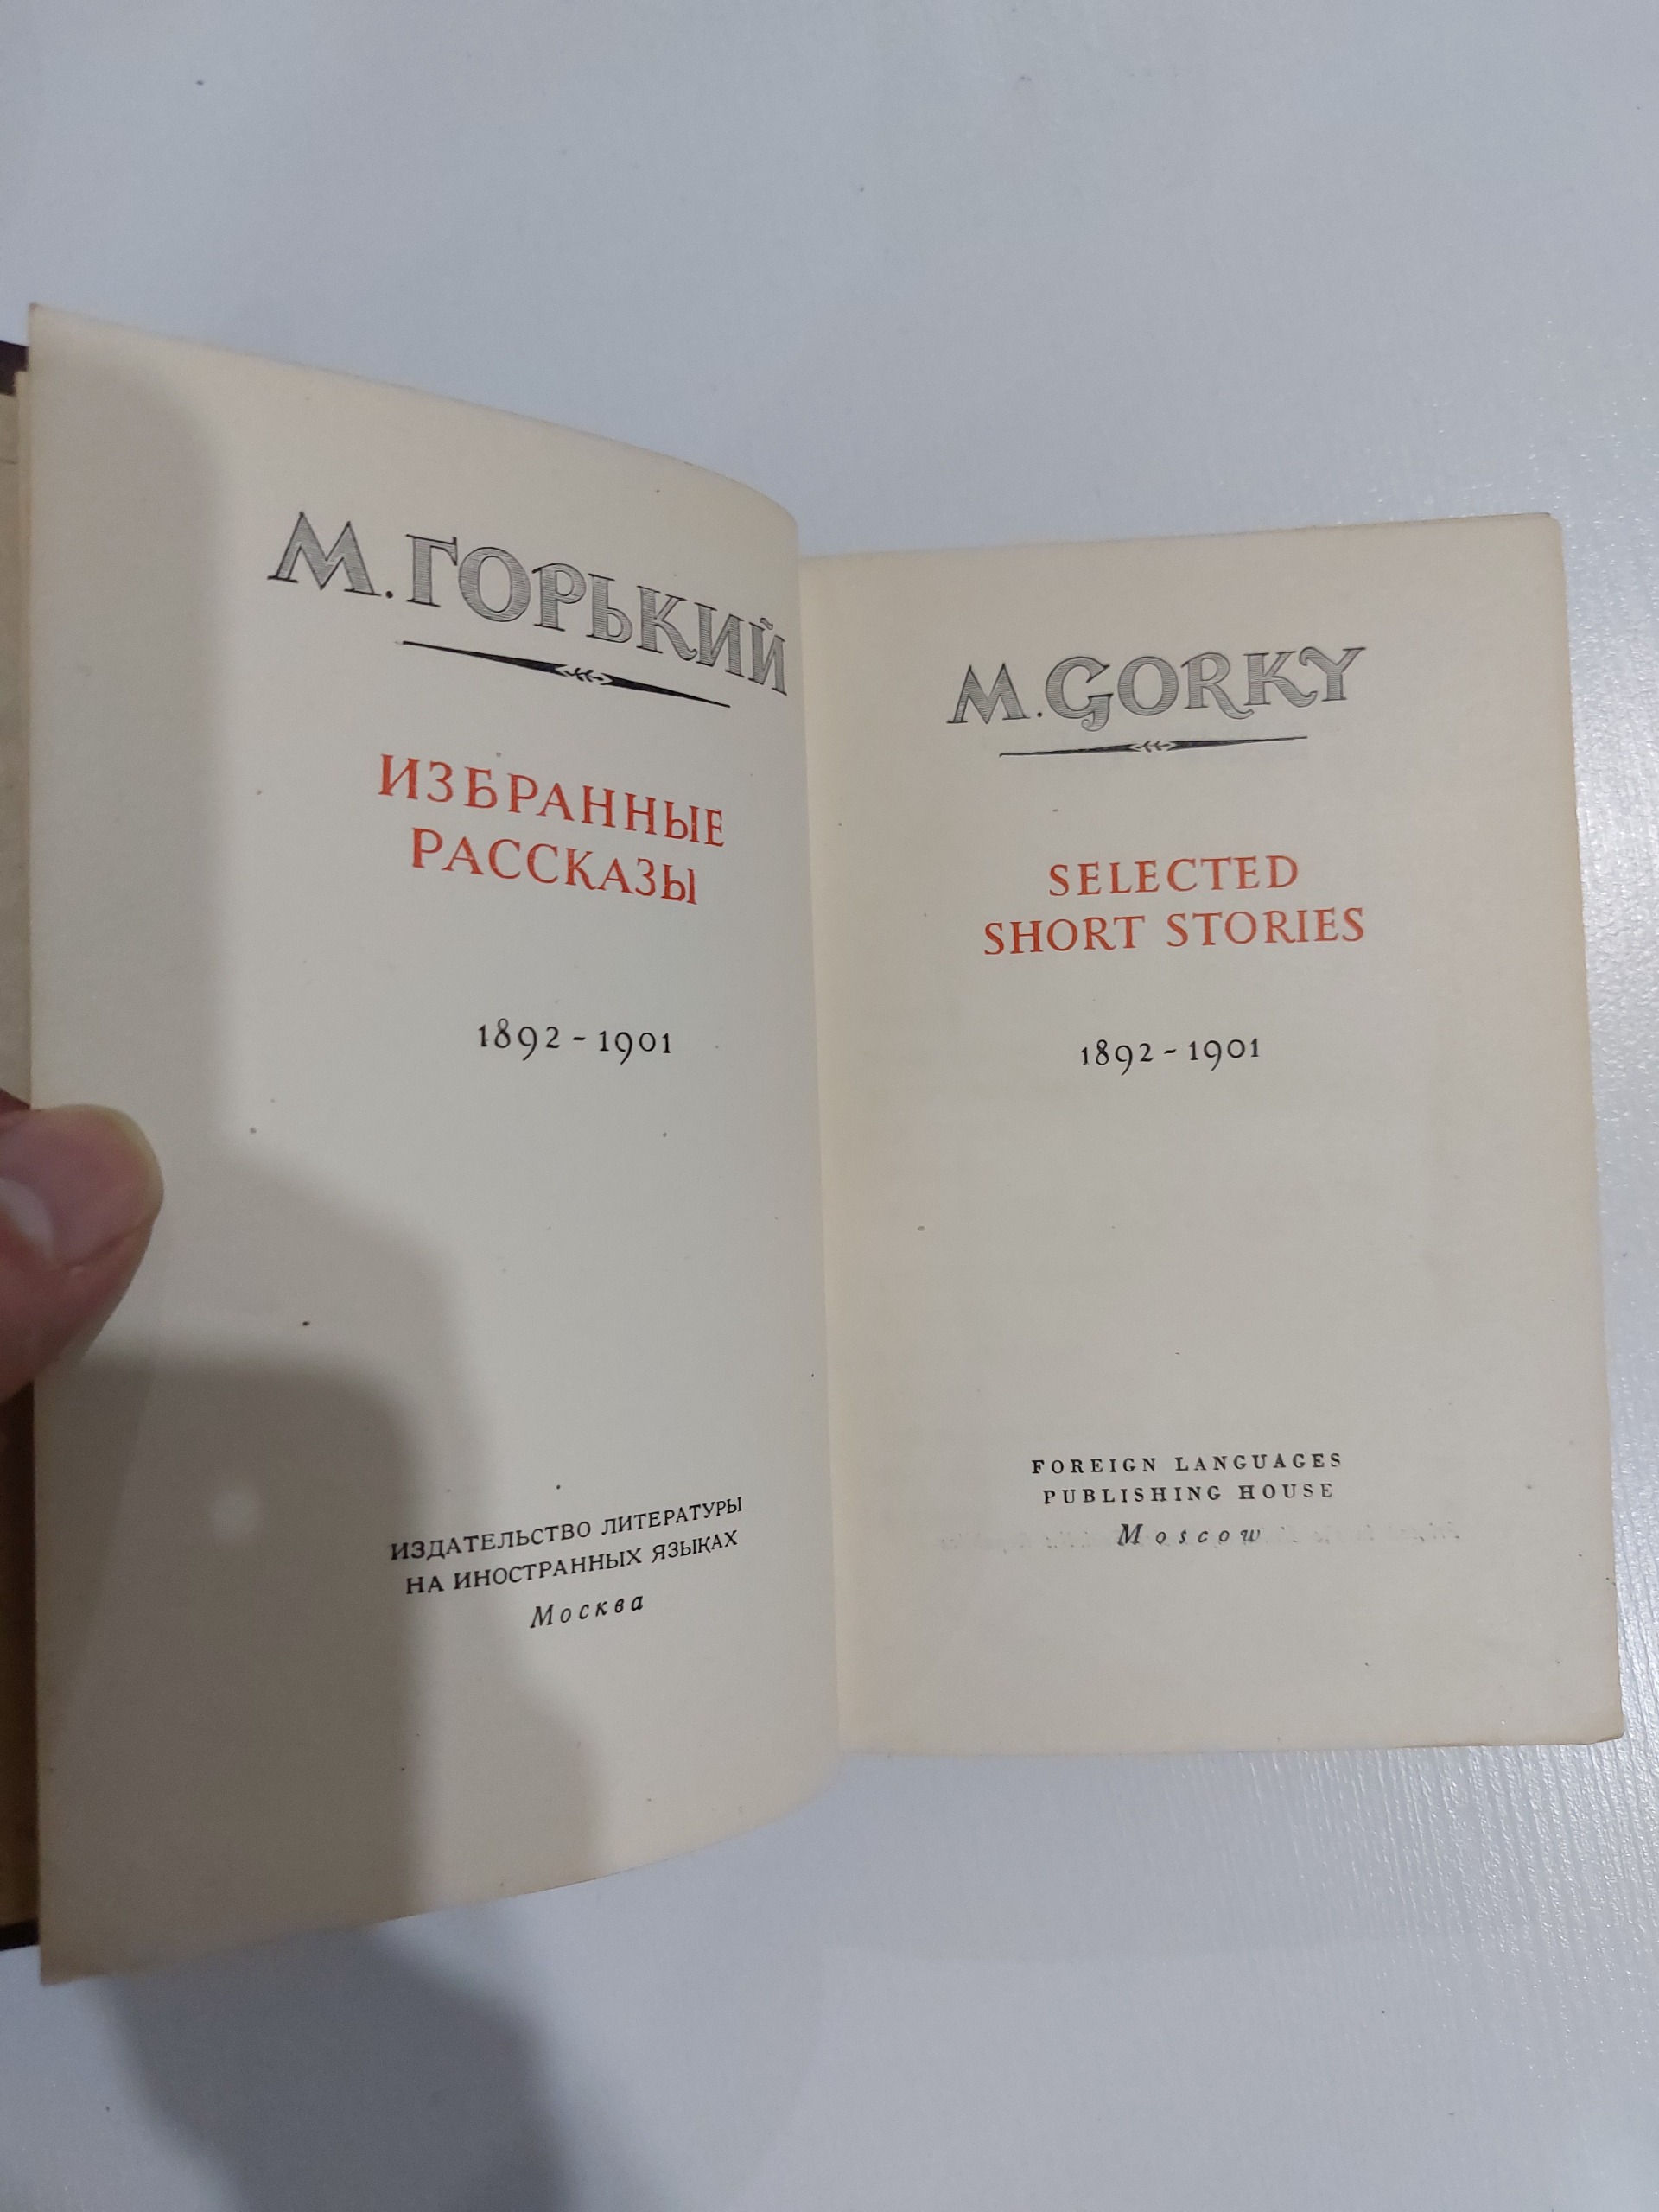 М. ГОРЬКИЙ
ИЗБРАННЫЕ
РАССКАЗЫ
1892 - 1901
ИЗДАТЕЛЬСТВО ЛИТЕРАТУРЫ
НА ИНОСТРАННЫХ ЯЗЫКАХ
Москва
M. GORKY
SELECTED
SHORT STORIES
1892 - 1901
FOREIGN LANGUAGES
PUBLISHING HOUSE
Moscow